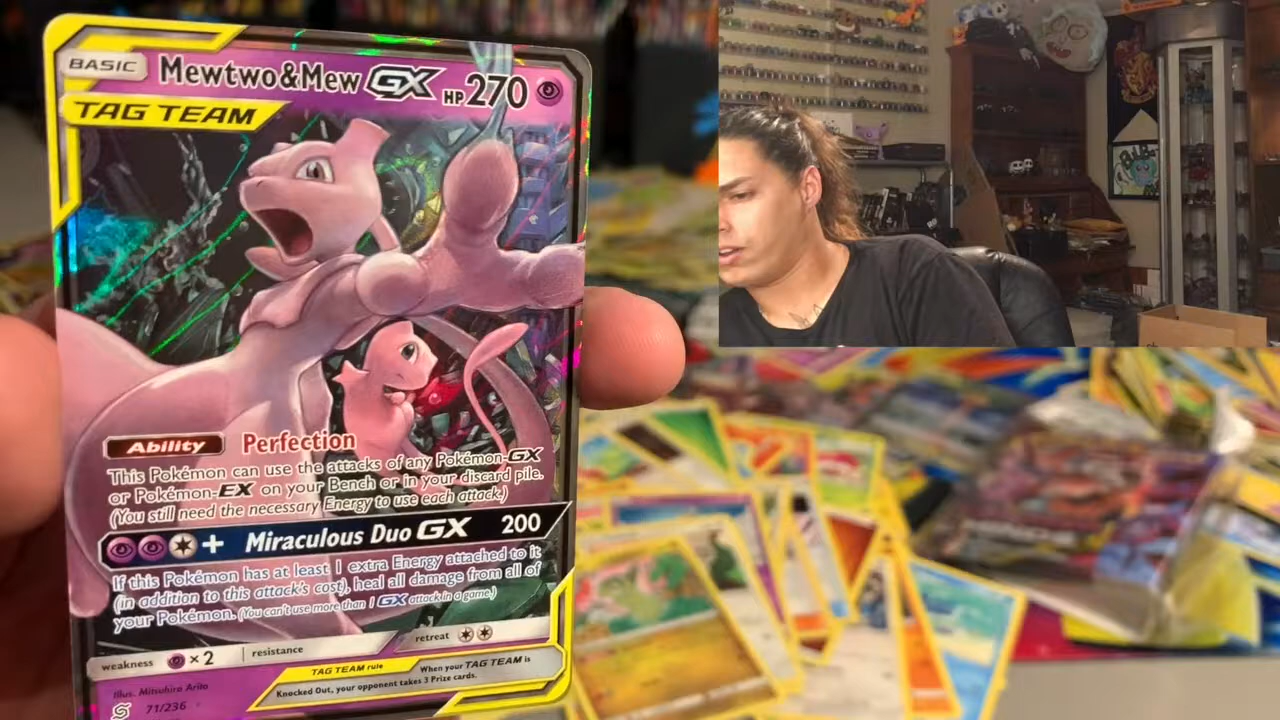 BASIC Mewtwo&Mew GX HP 270
TAG TEAM
Ability Perfection
This Pokémon can use the attacks of any Pokémon-GX
or Pokémon-EX on your Bench or in your discard pile.
(You still need the necessary Energy to use each attack.)
+ Miraculous Duo GX 200
If this Pokémon has at least 1 extra Energy attached to it
(in addition to this attack's cost), heal all damage from all of
your Pokémon. (You can't use more than 1 GX attack in a game.)
weakness ×2 resistance retreat
TAG TEAM rule When your TAG TEAM is
Knocked Out, your opponent takes 3 Prize cards.
Illus. Mitsuhiro Arita
71/236